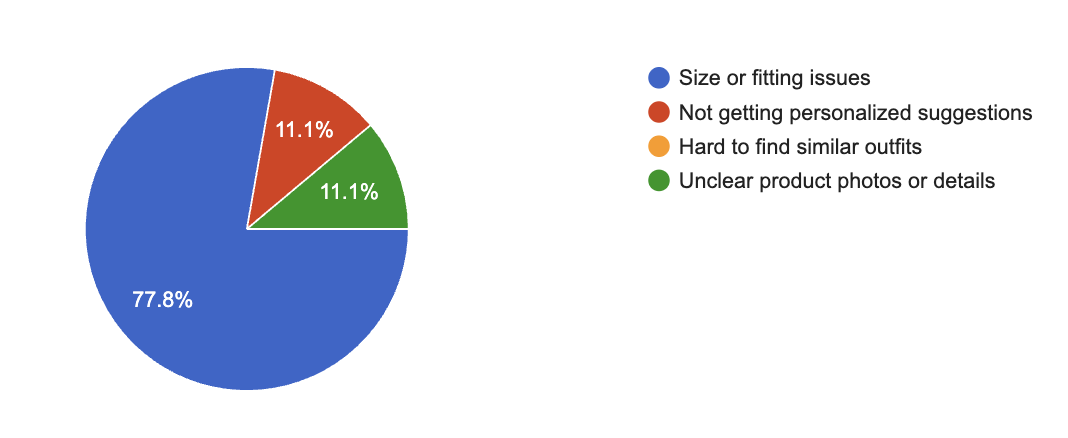 Size or fitting issues
Not getting personalized suggestions
Hard to find similar outfits
Unclear product photos or details
11.1%
11.1%
77.8%